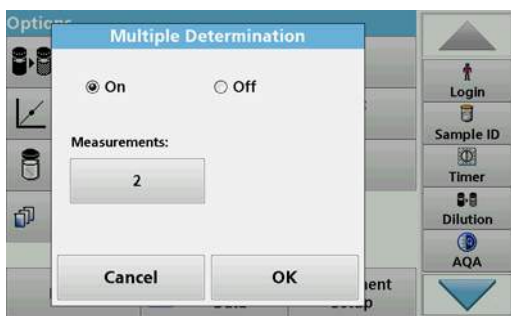 Multiple Determination
On
Off
Measurements:
2
Cancel
OK
Login
Sample ID
Timer
Dilution
AQA